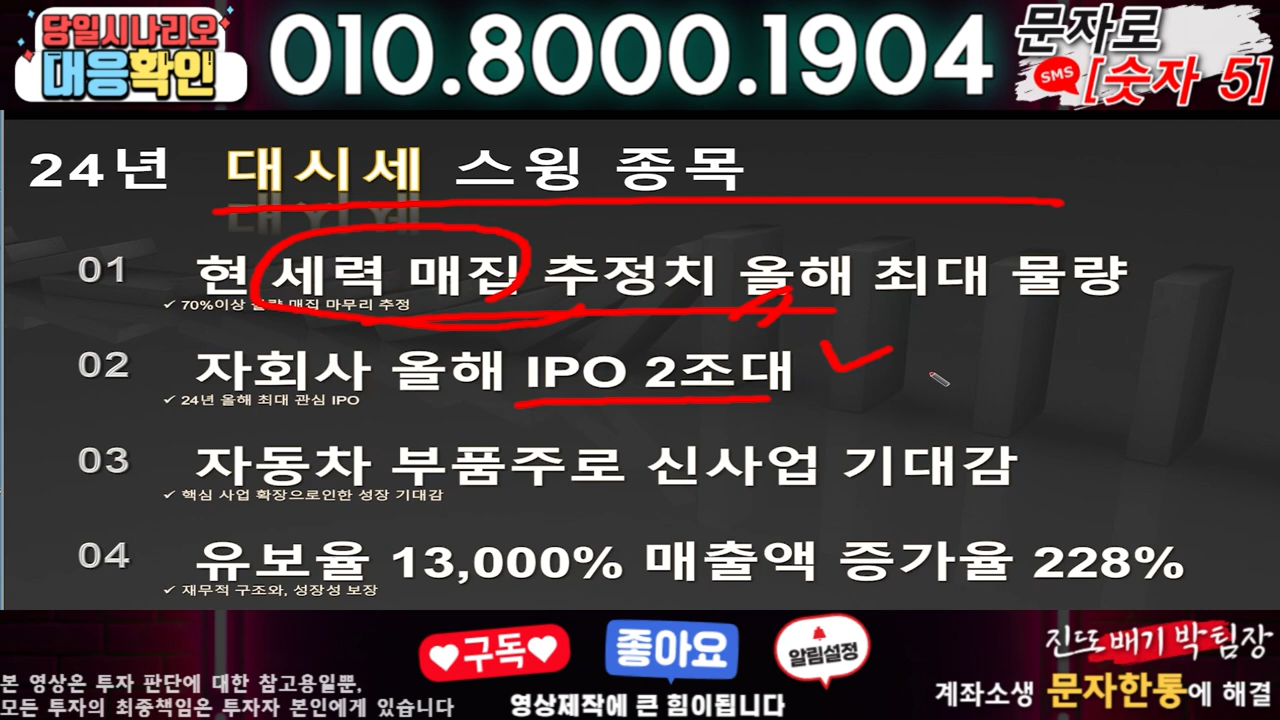 당일시나리오
대응확인
010.8000.1904
문자로
SMS [숫자 5]
24년 대시세 스윙 종목
01 현 세력 매집 추정치 올해 최대 물량
✓ 70%이상 물량 매집 마무리 추정
02 자회사 올해 IPO 2조대
✓ 24년 올해 최대 관심 IPO
03 자동차 부품주로 신사업 기대감
✓ 핵심 사업 확장으로인한 성장 기대감
04 유보율 13,000% 매출액 증가율 228%
✓ 재무적 구조와, 성장성 보장
구독
좋아요
알림설정
진또배기 박팀장
본 영상은 투자 판단에 대한 참고용일뿐,
모든 투자의 최종책임은 투자자 본인에게 있습니다
영상제작에 큰 힘이됩니다
계좌소생 문자한통에 해결